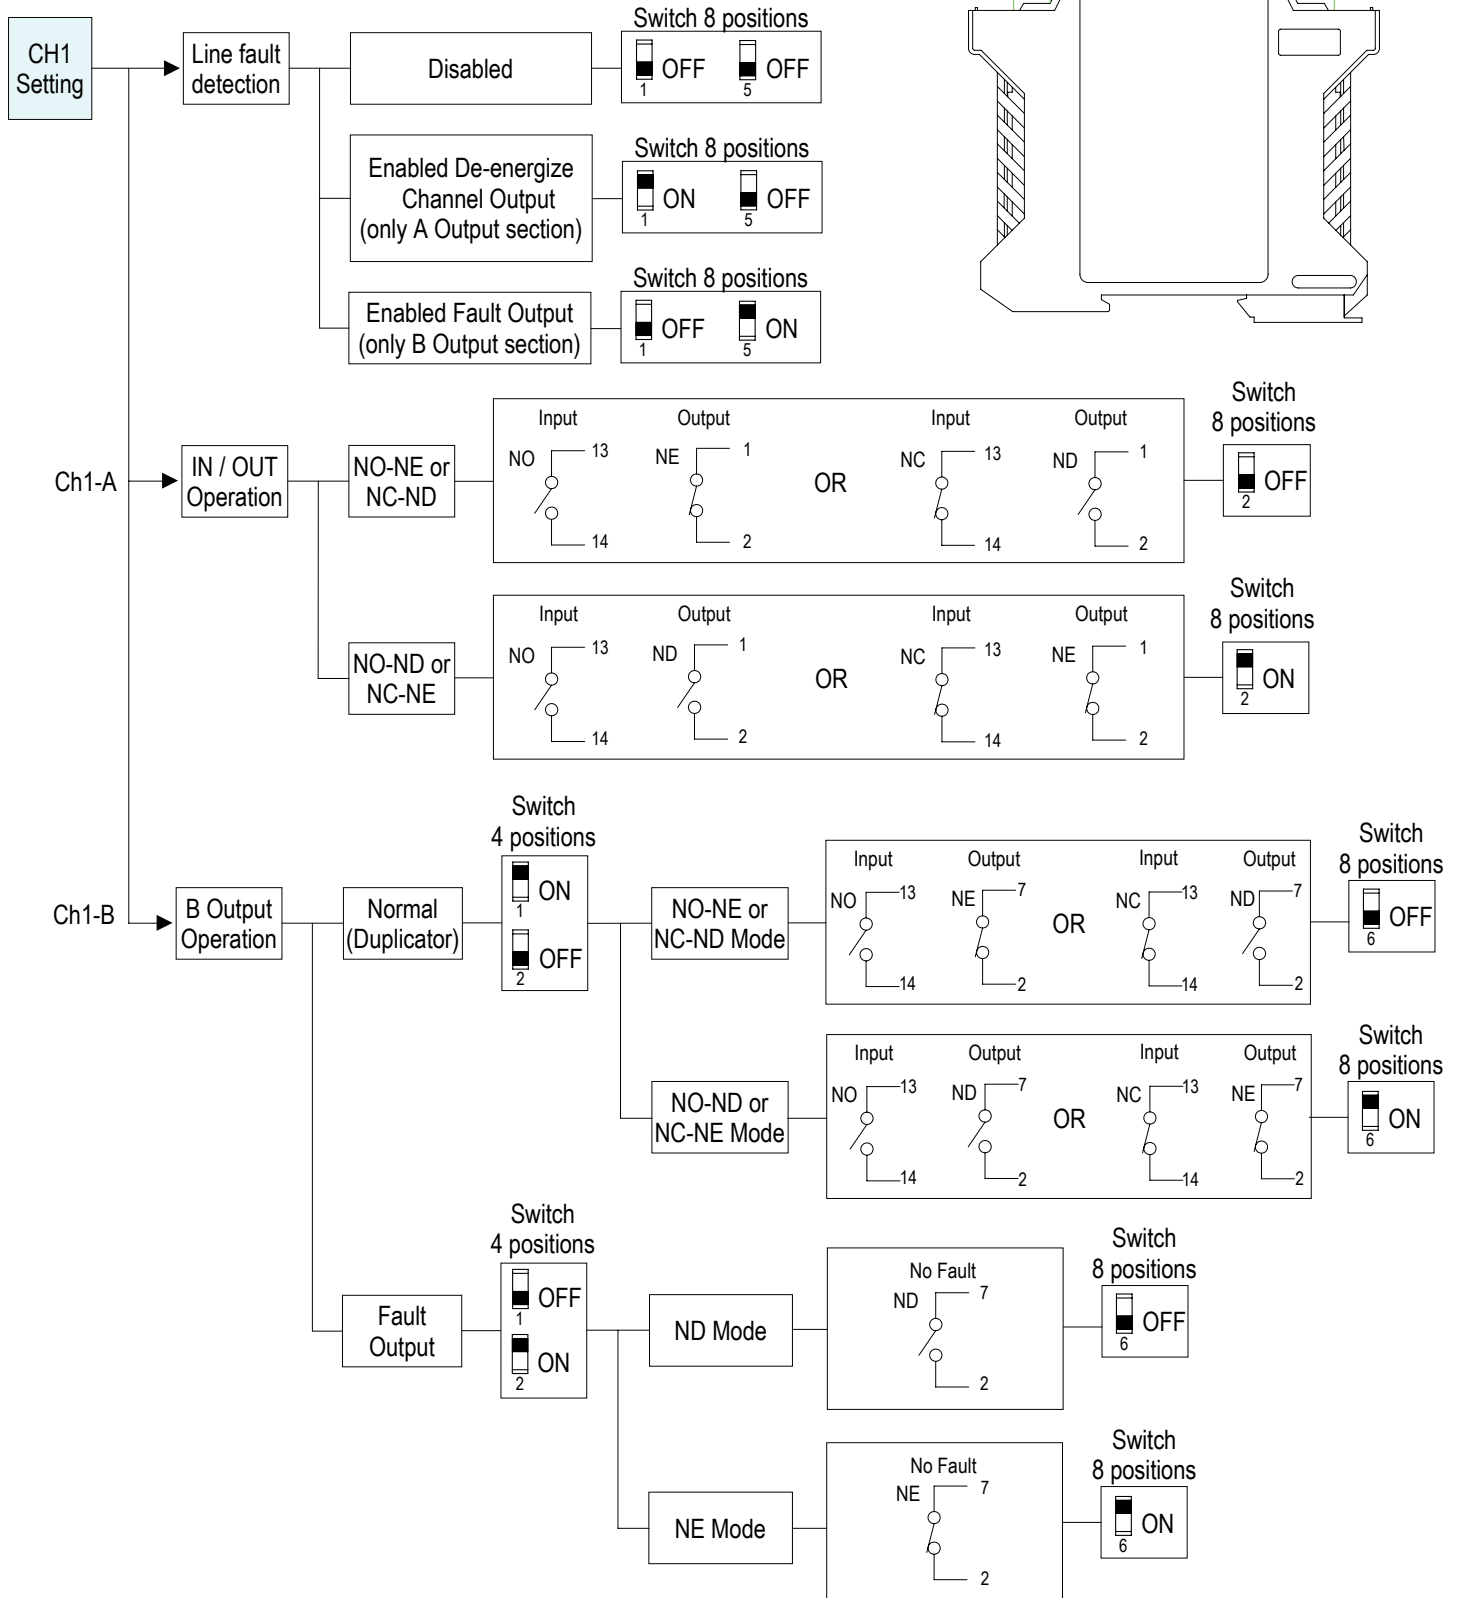 CH1
Setting
Line fault
detection
Disabled
Switch 8 positions
OFF
OFF
1
5
Enabled De-energize
Channel Output
(only A Output section)
Switch 8 positions
ON
OFF
1
5
Enabled Fault Output
(only B Output section)
Switch 8 positions
OFF
ON
1
5
Ch1-A
IN / OUT
Operation
NO-NE or
NC-ND
Input
NO
13
14
Output
NE
1
2
OR
Input
NC
13
14
Output
ND
1
2
Switch
8 positions
OFF
2
NO-ND or
NC-NE
Input
NO
13
14
Output
ND
1
2
OR
Input
NC
13
14
Output
NE
1
2
Switch
8 positions
ON
2
Ch1-B
B Output
Operation
Normal
(Duplicator)
Switch
4 positions
ON
1
OFF
2
NO-NE or
NC-ND Mode
Input
NO
13
14
Output
NE
7
2
OR
Input
NC
13
14
Output
ND
7
2
Switch
8 positions
OFF
6
NO-ND or
NC-NE Mode
Input
NO
13
14
Output
ND
7
2
OR
Input
NC
13
14
Output
NE
7
2
Switch
8 positions
ON
6
Fault
Output
Switch
4 positions
OFF
1
ON
2
ND Mode
No Fault
ND
7
2
Switch
8 positions
OFF
6
NE Mode
No Fault
NE
7
2
Switch
8 positions
ON
6